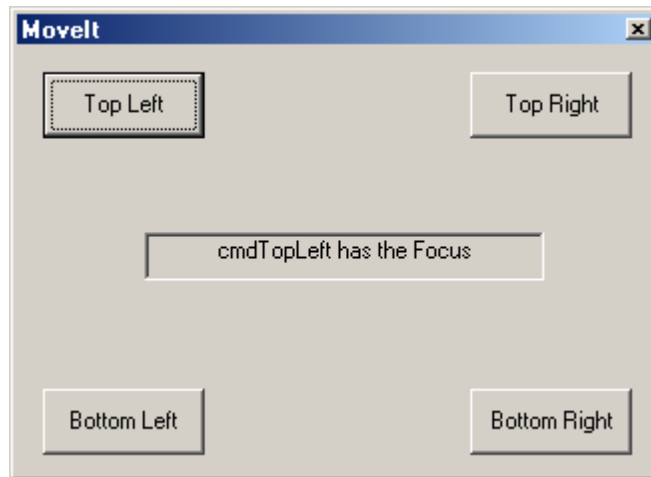 MoveIt
Top Left
Top Right
cmdTopLeft has the Focus
Bottom Left
Bottom Right